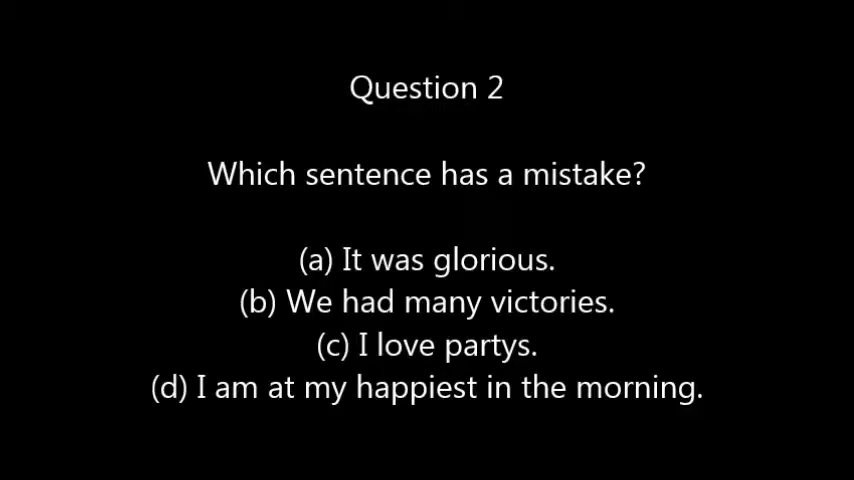 Question 2
Which sentence has a mistake?
(a) It was glorious.
(b) We had many victories.
(c) I love partys.
(d) I am at my happiest in the morning.